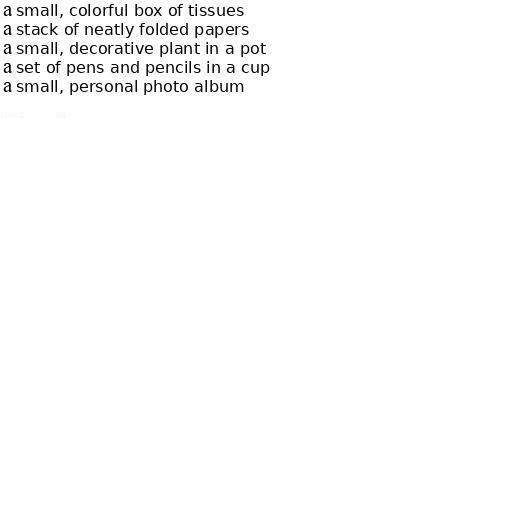 a small, colorful box of tissues
a stack of neatly folded papers
a small, decorative plant in a pot
a set of pens and pencils in a cup
a small, personal photo album